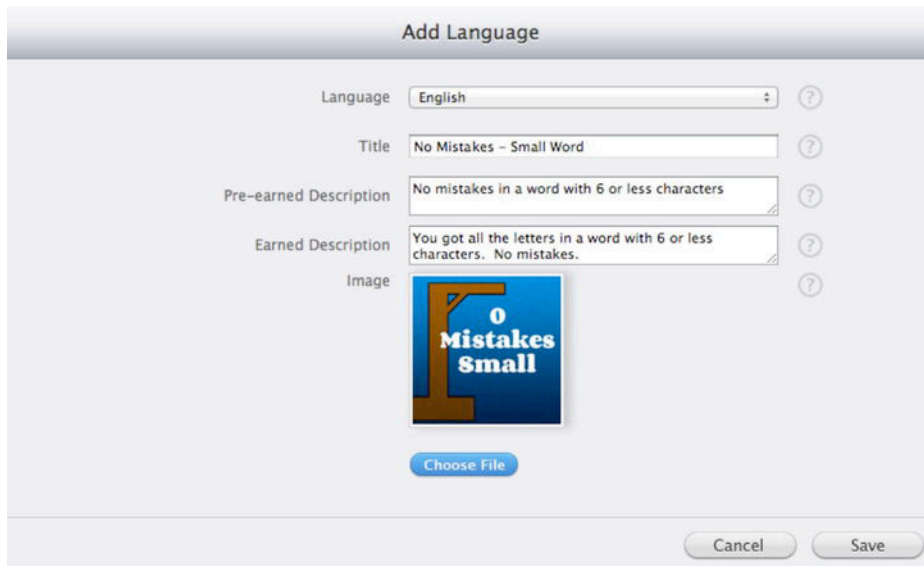 Add Language
Language English ?
Title No Mistakes – Small Word ?
Pre-earned Description No mistakes in a word with 6 or less characters ?
Earned Description You got all the letters in a word with 6 or less
characters.  No mistakes. ?
Image ?
0
Mistakes
Small
Choose File
Cancel Save